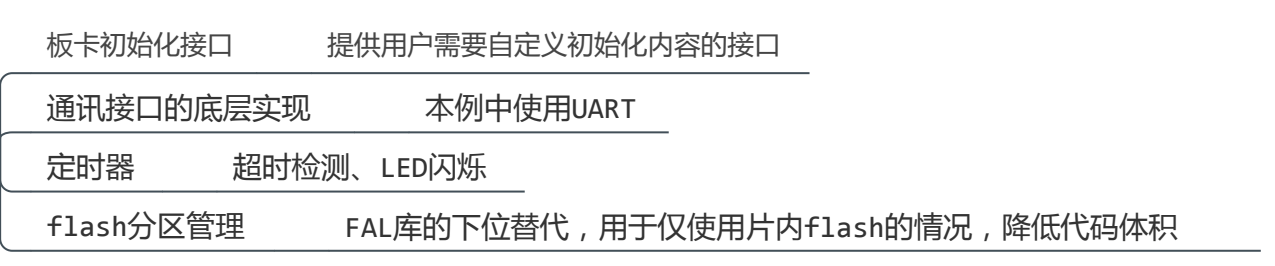 板卡初始化接口 提供用户需要自定义初始化内容的接口
通讯接口的底层实现 本例中使用UART
定时器 超时检测、LED闪烁
flash分区管理 FAL库的下位替代，用于仅使用片内flash的情况，降低代码体积